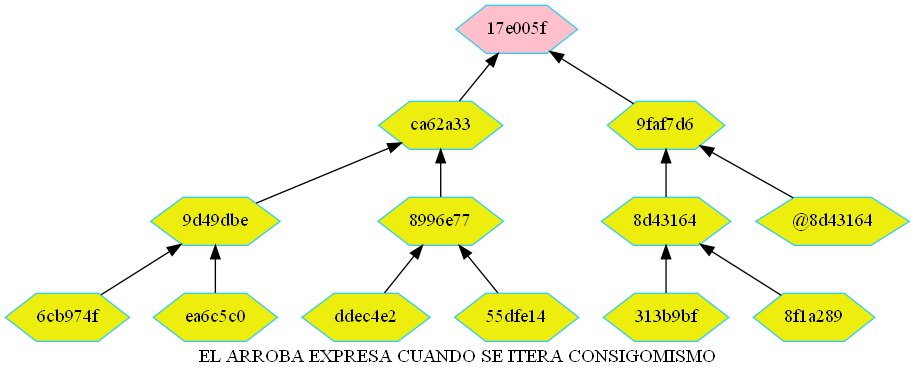 17e005f
ca62a33
9faf7d6
9d49dbe
8996e77
8d43164
@8d43164
6cb974f
ea6c5c0
ddec4e2
55dfe14
313b9bf
8f1a289
EL ARROBA EXPRESA CUANDO SE ITERA CONSIGOMISMO